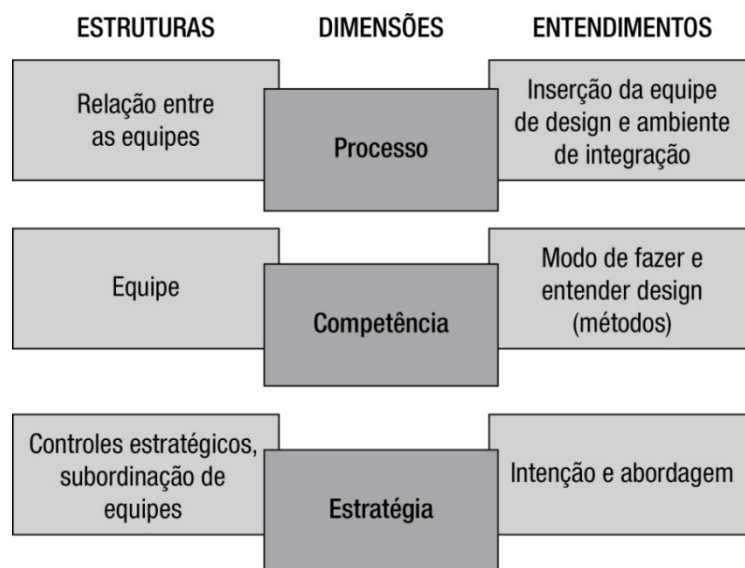 ESTRUTURAS DIMENSÕES ENTENDIMENTOS
Relação entre
as equipes
Processo
Inserção da equipe
de design e ambiente
de integração
Equipe
Competência
Modo de fazer e
entender design
(métodos)
Controles estratégicos,
subordinação de
equipes
Estratégia
Intenção e abordagem